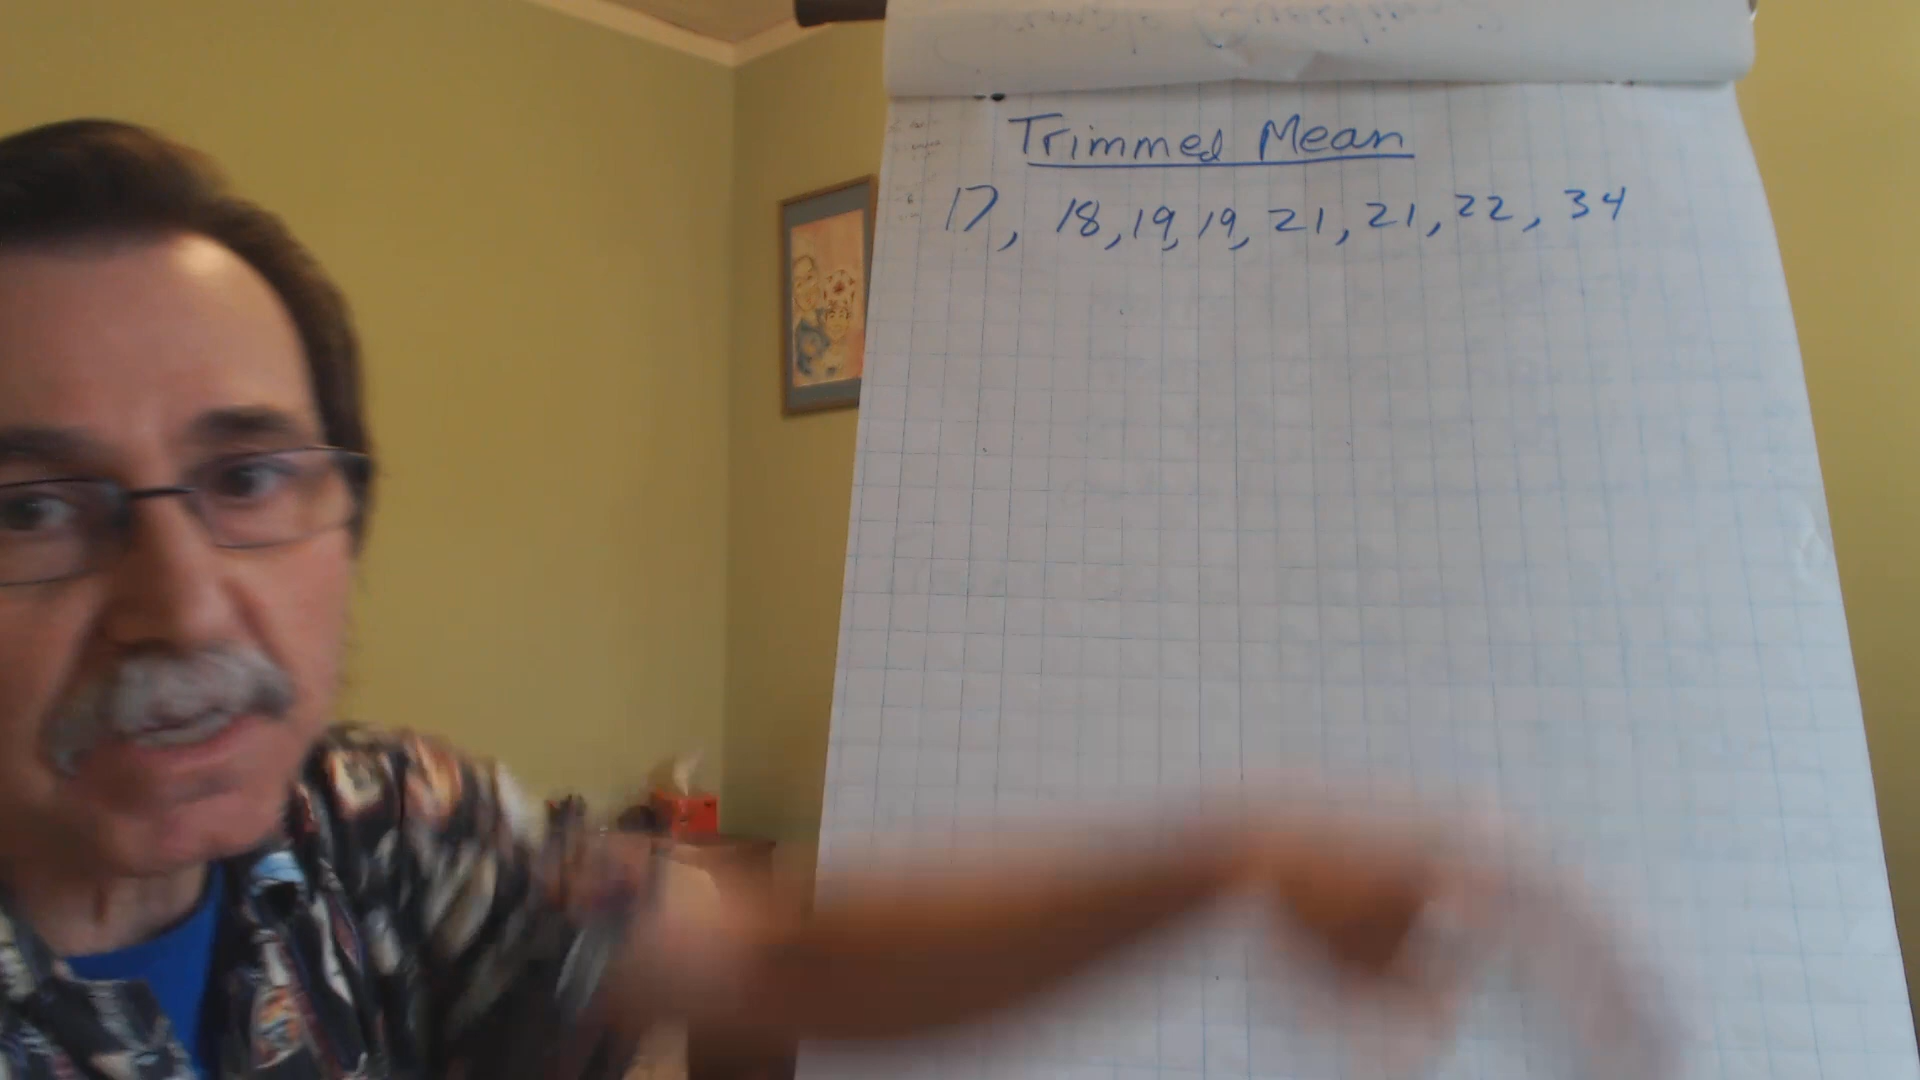 Trimmed Mean
17, 18, 19, 19, 21, 21, 22, 34